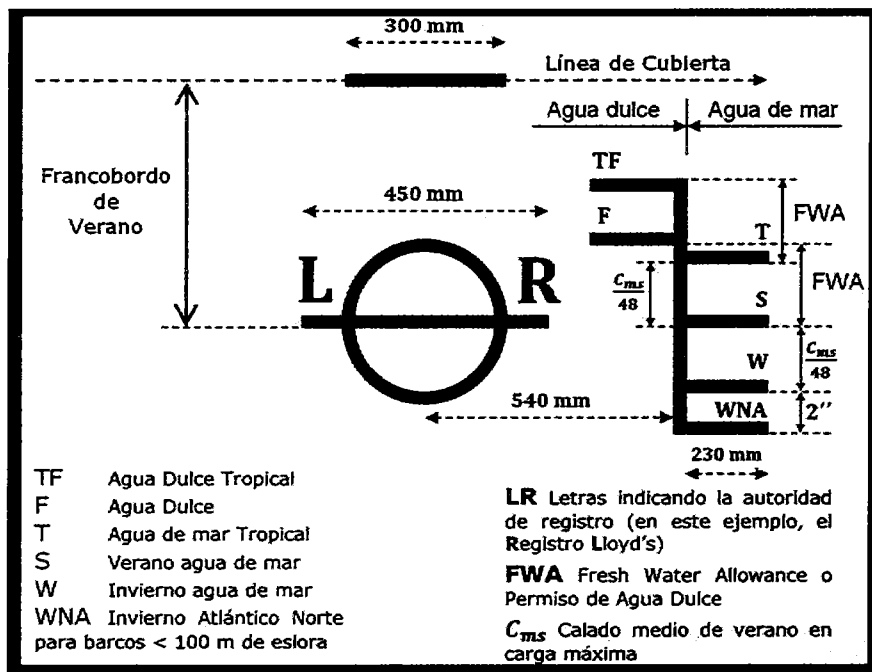 300 mm
Línea de Cubierta
Agua dulce
Agua de mar
Francobordo
de
Verano
450 mm
TF
F
T
FWA
L R
C_ms
48
S
FWA
W
C_ms
48
540 mm
WNA
2″
230 mm
TF Agua Dulce Tropical
F Agua Dulce
T Agua de mar Tropical
S Verano agua de mar
W Invierno agua de mar
WNA Invierno Atlántico Norte
para barcos < 100 m de eslora
LR Letras indicando la autoridad
de registro (en este ejemplo, el
Registro Lloyd's)
FWA Fresh Water Allowance o
Permiso de Agua Dulce
C_ms Calado medio de verano en
carga máxima